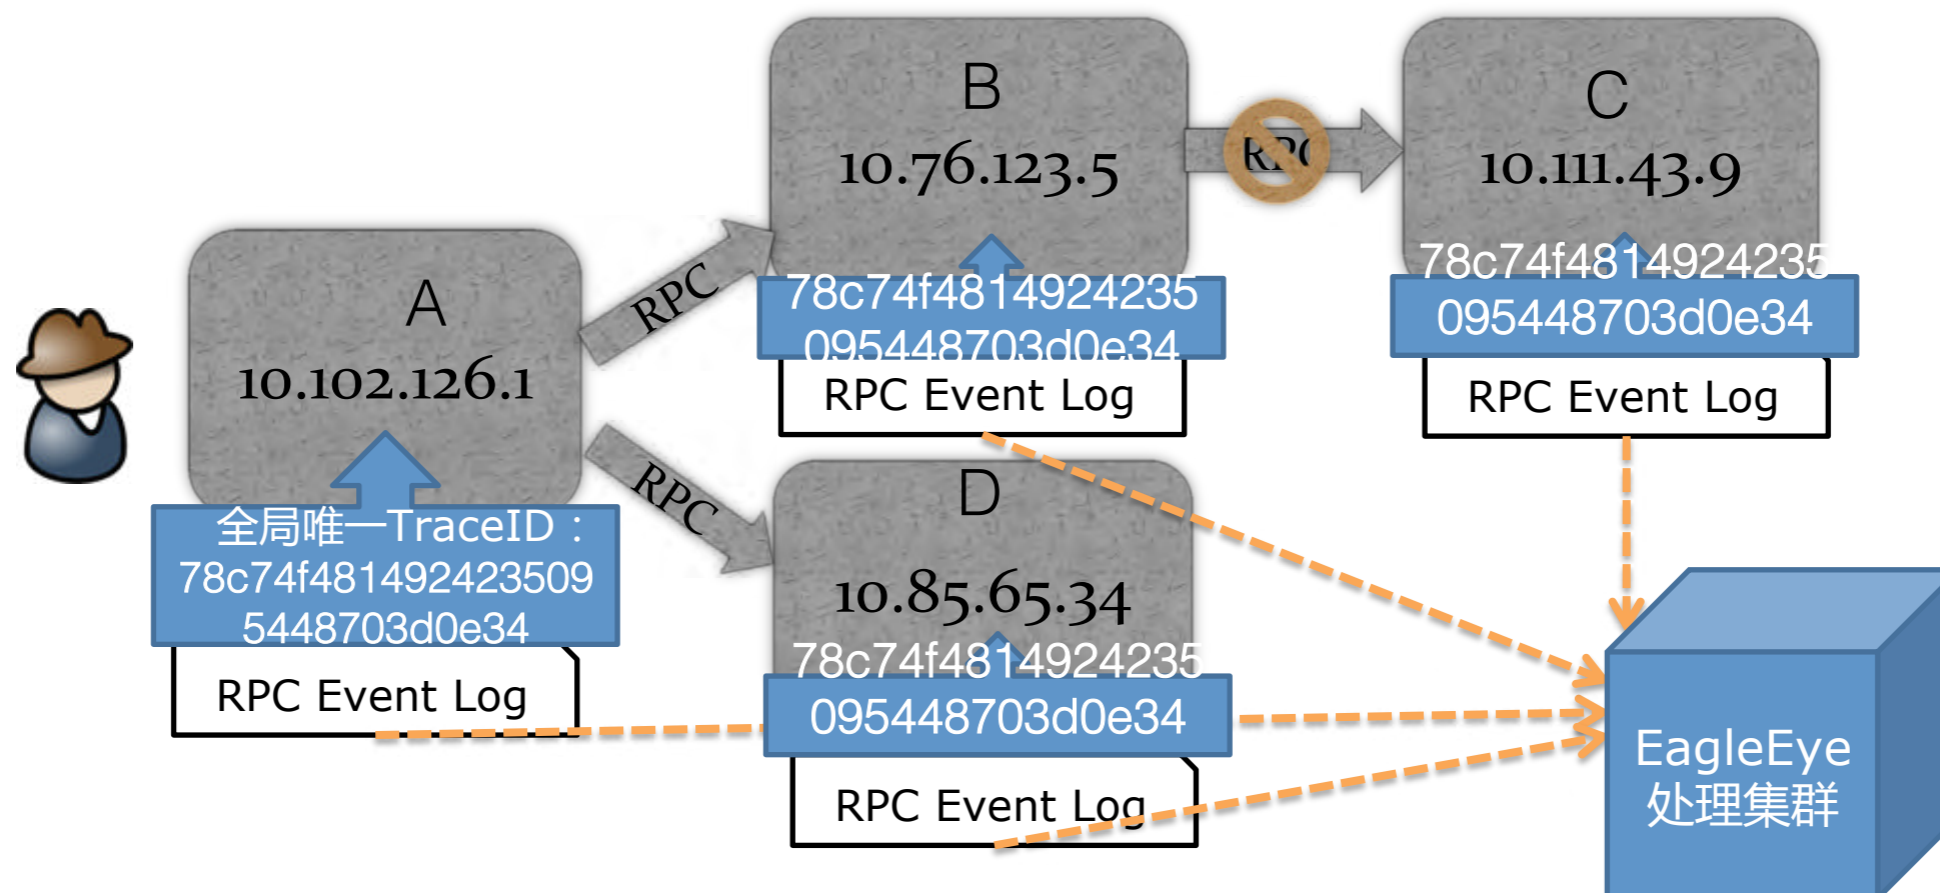 B
10.76.123.5
RPC
C
10.111.43.9
A
10.102.126.1
RPC
78c74f4814924235
095448703d0e34
RPC Event Log
78c74f4814924235
095448703d0e34
RPC Event Log
RPC
D
10.85.65.34
全局唯一TraceID：
78c74f481492423509
5448703d0e34
RPC Event Log
78c74f4814924235
095448703d0e34
RPC Event Log
EagleEye
处理集群